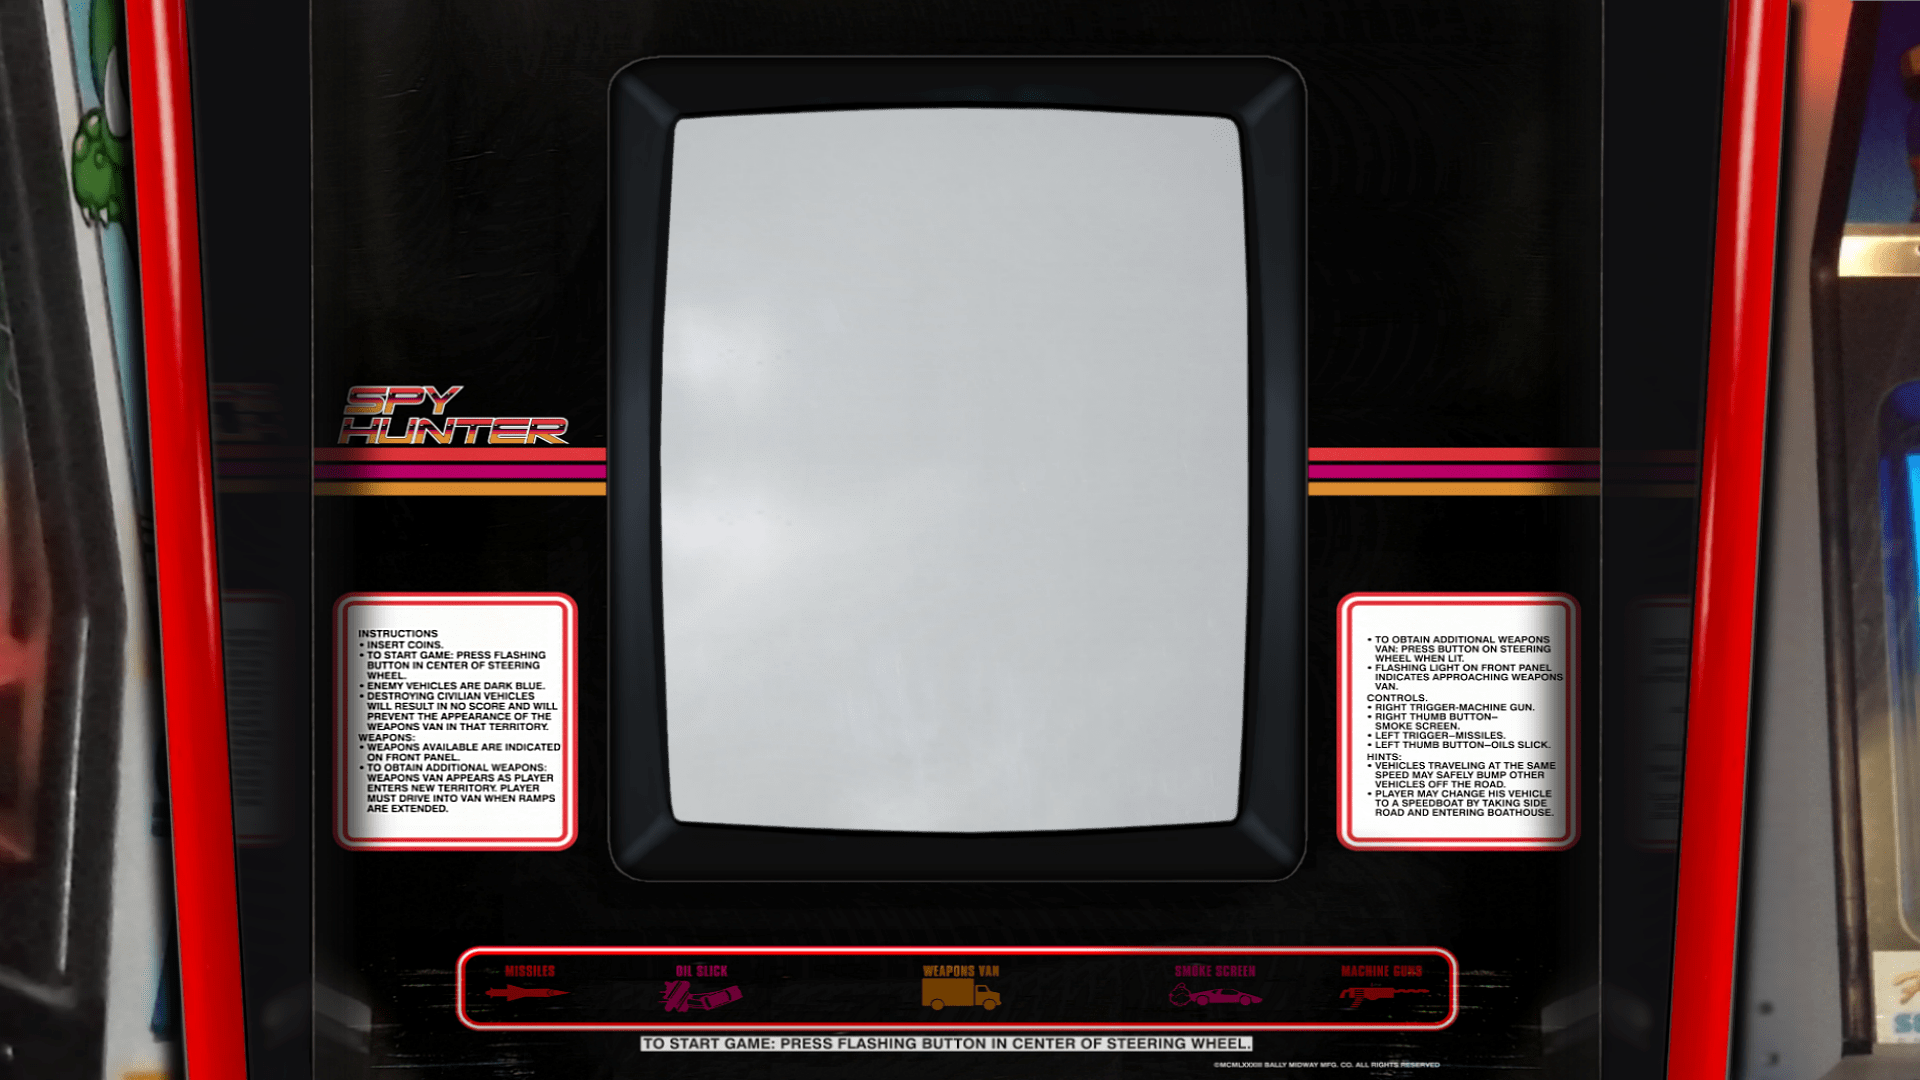 SPY
HUNTER
INSTRUCTIONS
• INSERT COINS.
• TO START GAME: PRESS FLASHING
BUTTON IN CENTER OF STEERING
WHEEL.
• ENEMY VEHICLES ARE DARK BLUE.
• DESTROYING CIVILIAN VEHICLES
WILL RESULT IN NO SCORE AND WILL
PREVENT THE APPEARANCE OF THE
WEAPONS VAN IN THAT TERRITORY.
WEAPONS:
• WEAPONS AVAILABLE ARE INDICATED
ON FRONT PANEL.
• TO OBTAIN ADDITIONAL WEAPONS:
WEAPONS VAN APPEARS AS PLAYER
ENTERS NEW TERRITORY. PLAYER
MUST DRIVE INTO VAN WHEN RAMPS
ARE EXTENDED.
• TO OBTAIN ADDITIONAL WEAPONS
VAN: PRESS BUTTON ON STEERING
WHEEL WHEN LIT.
• FLASHING LIGHT ON FRONT PANEL
INDICATES APPROACHING WEAPONS
VAN.
CONTROLS.
• RIGHT TRIGGER-MACHINE GUN.
• RIGHT THUMB BUTTON–
SMOKE SCREEN.
• LEFT TRIGGER–MISSILES.
• LEFT THUMB BUTTON–OILS SLICK.
HINTS:
• VEHICLES TRAVELING AT THE SAME
SPEED MAY SAFELY BUMP OTHER
VEHICLES OFF THE ROAD.
• PLAYER MAY CHANGE HIS VEHICLE
TO A SPEEDBOAT BY TAKING SIDE
ROAD AND ENTERING BOATHOUSE.
MISSILES
OIL SLICK
WEAPONS VAN
SMOKE SCREEN
MACHINE GUNS
TO START GAME: PRESS FLASHING BUTTON IN CENTER OF STEERING WHEEL.
©MCMLXXXIII BALLY MIDWAY MFG. CO. ALL RIGHTS RESERVED